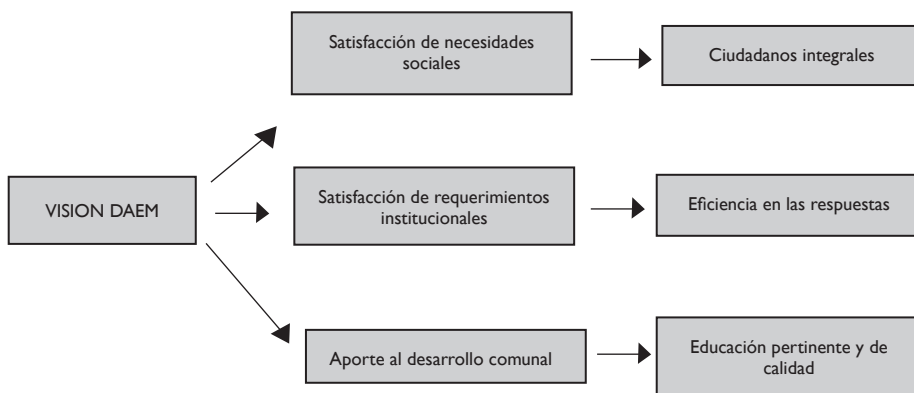 Satisfacción de necesidades
sociales
Ciudadanos integrales
VISION DAEM
Satisfacción de requerimientos
institucionales
Eficiencia en las respuestas
Aporte al desarrollo comunal
Educación pertinente y de
calidad